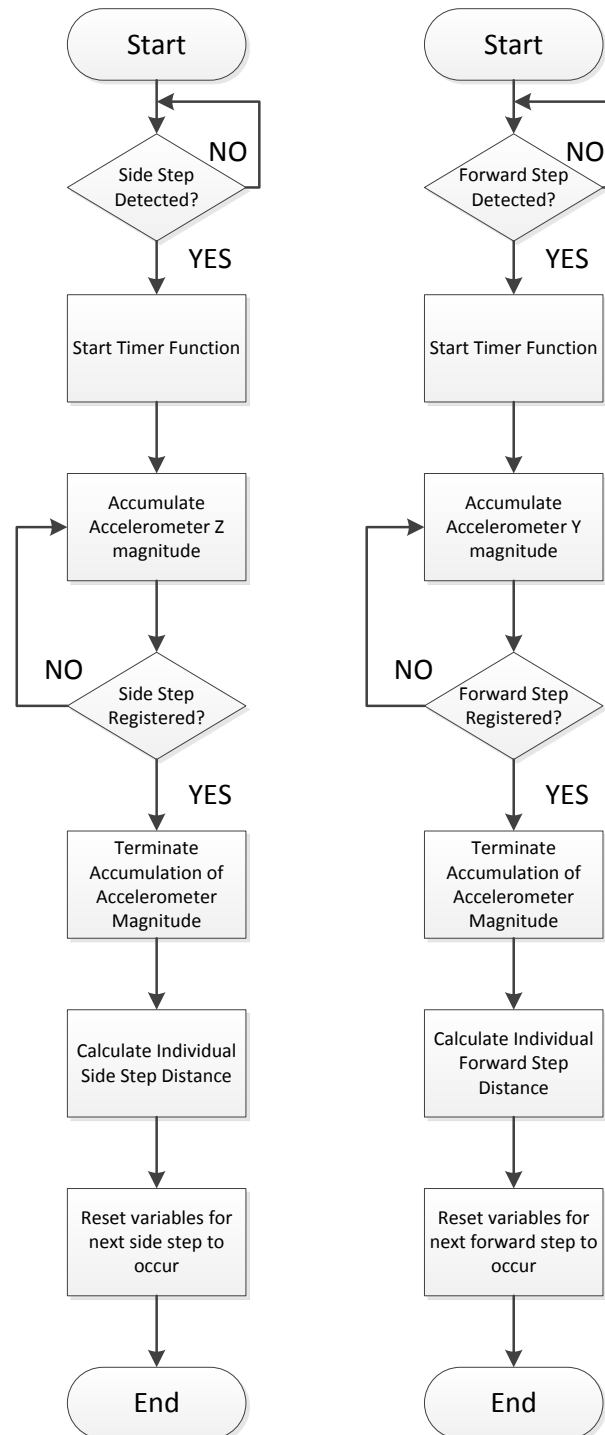 Start
NO
Side Step
Detected?
YES
Start Timer Function
Accumulate
Accelerometer Z
magnitude
NO
Side Step
Registered?
YES
Terminate
Accumulation of
Accelerometer
Magnitude
Calculate Individual
Side Step Distance
Reset variables for
next side step to
occur
End
Start
NO
Forward Step
Detected?
YES
Start Timer Function
Accumulate
Accelerometer Y
magnitude
NO
Forward Step
Registered?
YES
Terminate
Accumulation of
Accelerometer
Magnitude
Calculate Individual
Forward Step
Distance
Reset variables for
next forward step to
occur
End